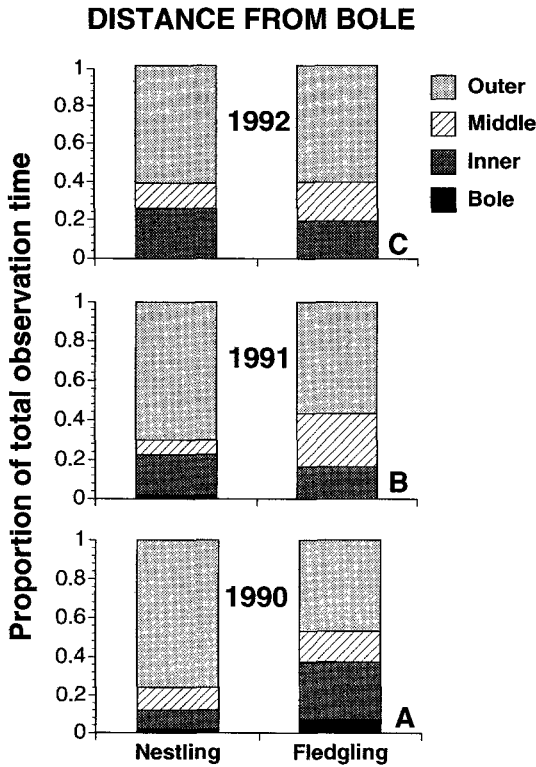 DISTANCE FROM BOLE
Proportion of total observation time
1
0.8
0.6
0.4
0.2
0
1992
C
Outer
Middle
Inner
Bole
1
0.8
0.6
0.4
0.2
0
1991
B
1
0.8
0.6
0.4
0.2
0
1990
A
Nestling Fledgling